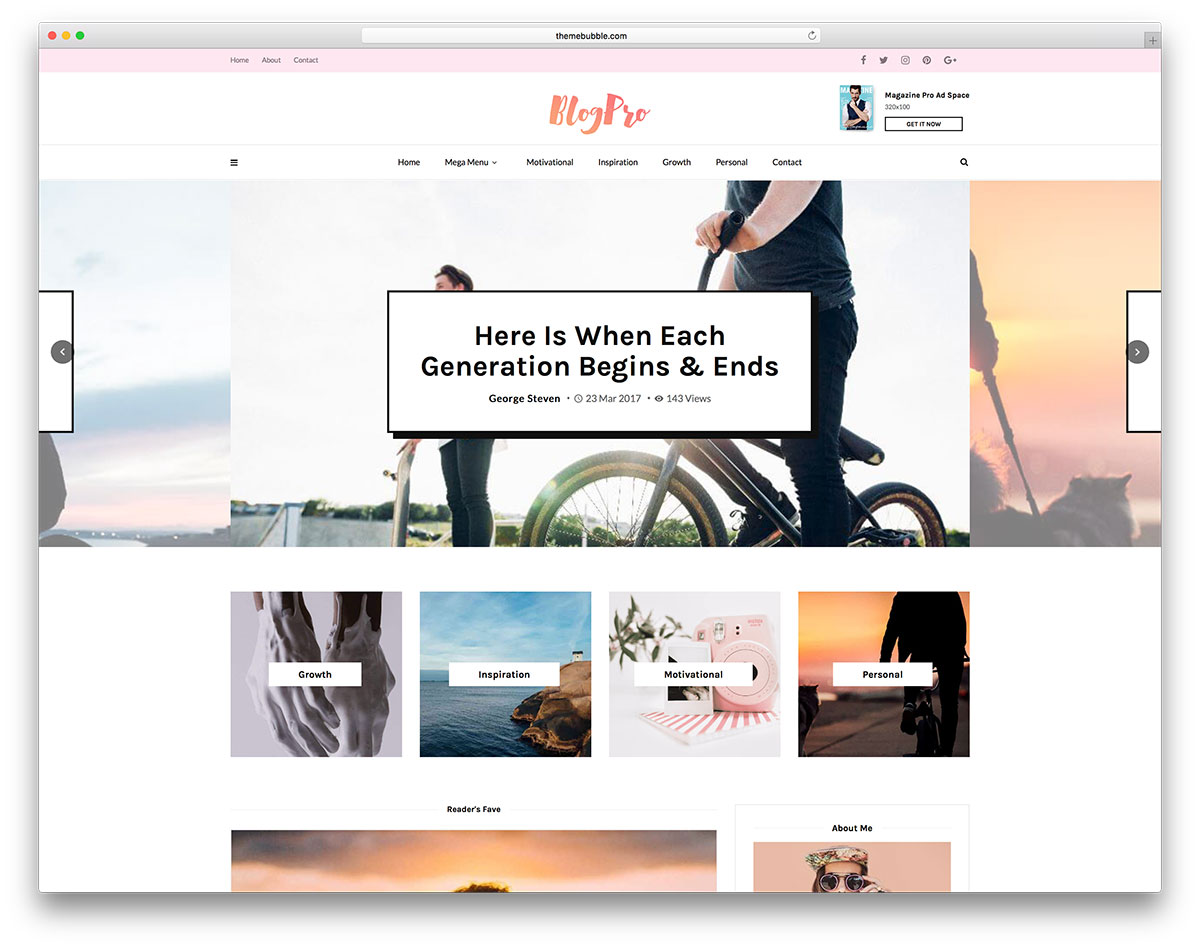 themebubble.com
Home About Contact
BlogPro
MAGAZINE
Magazine Pro Ad Space
320x100
GET IT NOW
Home Mega Menu Motivational Inspiration Growth Personal Contact
Here Is When Each
Generation Begins & Ends
George Steven • 23 Mar 2017 • 143 Views
Growth Inspiration Motivational Personal
Reader's Fave
About Me